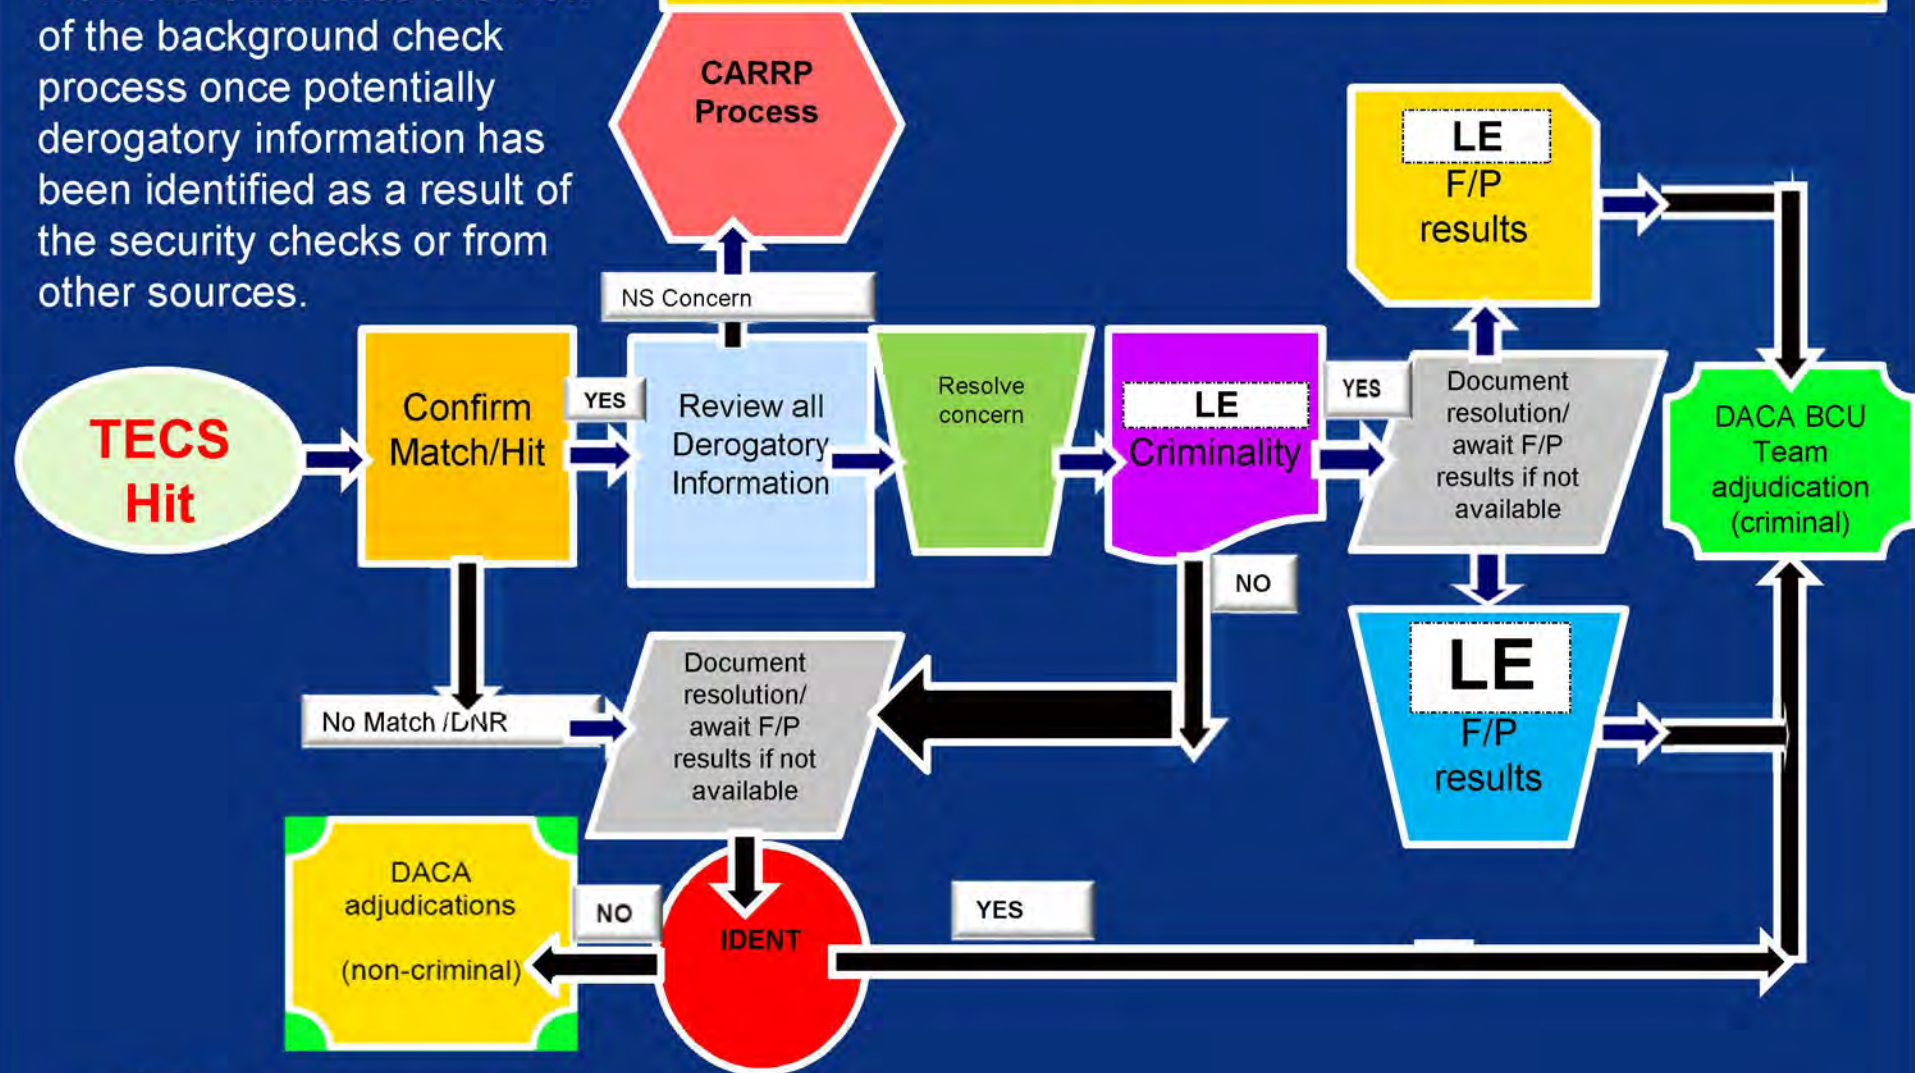 of the background check
process once potentially
derogatory information has
been identified as a result of
the security checks or from
other sources.
CARRP
Process
NS Concern
TECS
Hit
Confirm
Match/Hit
YES
Review all
Derogatory
Information
Resolve
concern
LE
Criminality
YES
Document
resolution/
await F/P
results if not
available
LE
F/P
results
DACA BCU
Team
adjudication
(criminal)
NO
LE
F/P
results
No Match /DNR
Document
resolution/
await F/P
results if not
available
DACA
adjudications
(non-criminal)
NO
IDENT
YES